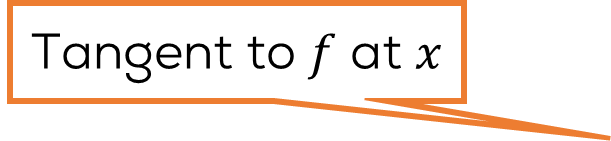 Tangent to f at x